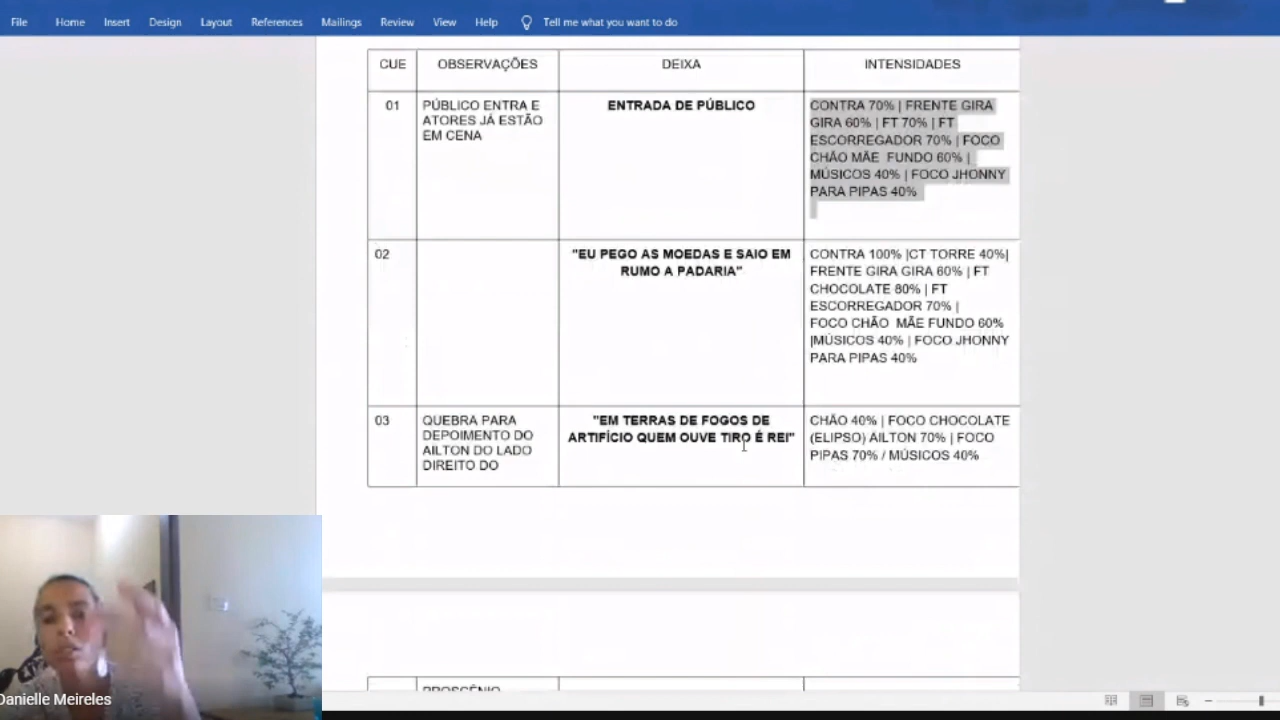 File Home Insert Design Layout References Mailings Review View Help Tell me what you want to do
CUE OBSERVAÇÕES DEIXA INTENSIDADES
01
PÚBLICO ENTRA E
ATORES JÁ ESTÃO
EM CENA
ENTRADA DE PÚBLICO
CONTRA 70% | FRENTE GIRA
GIRA 60% | FT 70% | FT
ESCORREGADOR 70% | FOCO
CHÃO MÃE FUNDO 60% |
MÚSICOS 40% | FOCO JHONNY
PARA PIPAS 40%
02
"EU PEGO AS MOEDAS E SAIO EM
RUMO A PADARIA"
CONTRA 100% |CT TORRE 40%|
FRENTE GIRA GIRA 60% | FT
CHOCOLATE 80% | FT
ESCORREGADOR 70% |
FOCO CHÃO MÃE FUNDO 60%
|MÚSICOS 40% | FOCO JHONNY
PARA PIPAS 40%
03
QUEBRA PARA
DEPOIMENTO DO
AILTON DO LADO
DIREITO DO
"EM TERRAS DE FOGOS DE
ARTIFÍCIO QUEM OUVE TIRO É REI"
CHÃO 40% | FOCO CHOCOLATE
(ELIPSO) AILTON 70% | FOCO
PIPAS 70% / MÚSICOS 40%
PROSCÊNIO
Danielle Meireles